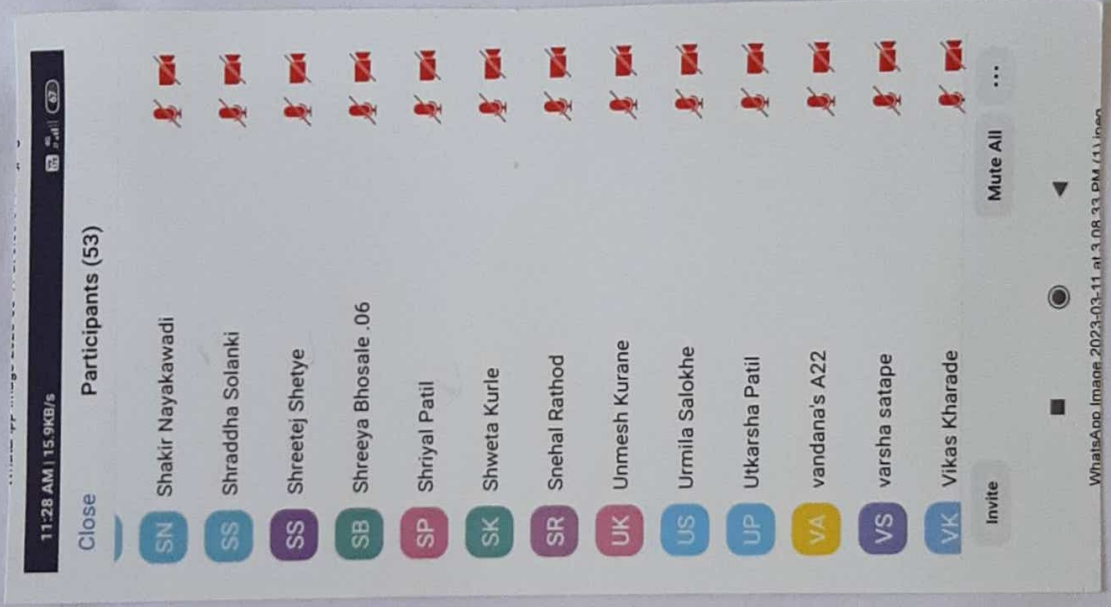 11:28 AM | 15.9KB/s 67
Close Participants (53)
SN Shakir Nayakawadi
SS Shraddha Solanki
SS Shreetej Shetye
SB Shreeya Bhosale .06
SP Shriyal Patil
SK Shweta Kurle
SR Snehal Rathod
UK Unmesh Kurane
US Urmila Salokhe
UP Utkarsha Patil
VA vandana's A22
VS varsha satape
VK Vikas Kharade
Invite Mute All ...
WhatsApp Image 2023-03-11 at 3.08.33 PM (1).jpeg